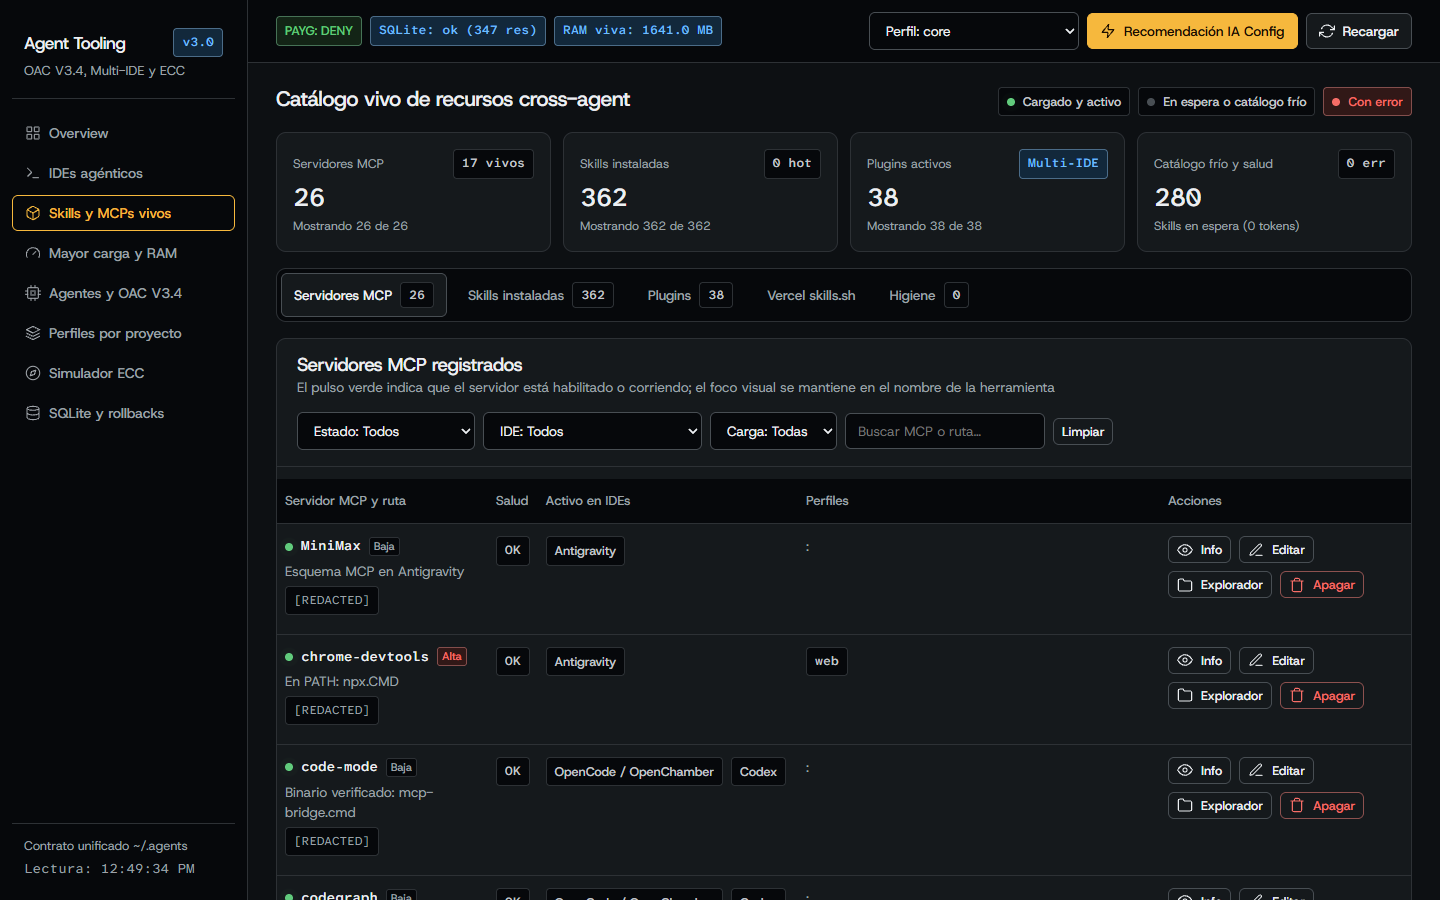 Agent Tooling
v3.0
OAC V3.4, Multi-IDE y ECC
Overview
IDEs agénticos
Skills y MCPs vivos
Mayor carga y RAM
Agentes y OAC V3.4
Perfiles por proyecto
Simulador ECC
SQLite y rollbacks
Contrato unificado ~/.agents
Lectura: 12:49:34 PM
PAYG: DENY
SQLite: ok (347 res)
RAM viva: 1641.0 MB
Perfil: core
Recomendación IA Config
Recargar
Catálogo vivo de recursos cross-agent
Cargado y activo
En espera o catálogo frío
Con error
Servidores MCP
17 vivos
26
Mostrando 26 de 26
Skills instaladas
0 hot
362
Mostrando 362 de 362
Plugins activos
Multi-IDE
38
Mostrando 38 de 38
Catálogo frío y salud
0 err
280
Skills en espera (0 tokens)
Servidores MCP 26
Skills instaladas 362
Plugins 38
Vercel skills.sh
Higiene 0
Servidores MCP registrados
El pulso verde indica que el servidor está habilitado o corriendo; el foco visual se mantiene en el nombre de la herramienta
Estado: Todos
IDE: Todos
Carga: Todas
Buscar MCP o ruta…
Limpiar
Servidor MCP y ruta
Salud
Activo en IDEs
Perfiles
Acciones
MiniMax Baja
Esquema MCP en Antigravity
[REDACTED]
OK
Antigravity
:
Info
Editar
Explorador
Apagar
chrome-devtools Alta
En PATH: npx.CMD
[REDACTED]
OK
Antigravity
web
Info
Editar
Explorador
Apagar
code-mode Baja
Binario verificado: mcp-
bridge.cmd
[REDACTED]
OK
OpenCode / OpenChamber
Codex
:
Info
Editar
Explorador
Apagar
codegraph Baja
OK
OpenCode / OpenChamber
Codex
:
Info
Editar